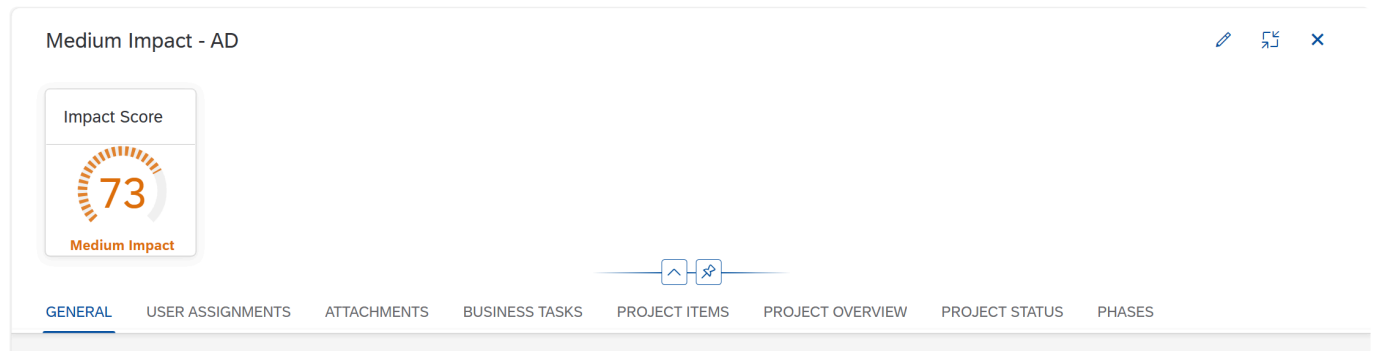 Medium Impact - AD
Impact Score
73
Medium Impact
GENERAL USER ASSIGNMENTS ATTACHMENTS BUSINESS TASKS PROJECT ITEMS PROJECT OVERVIEW PROJECT STATUS PHASES